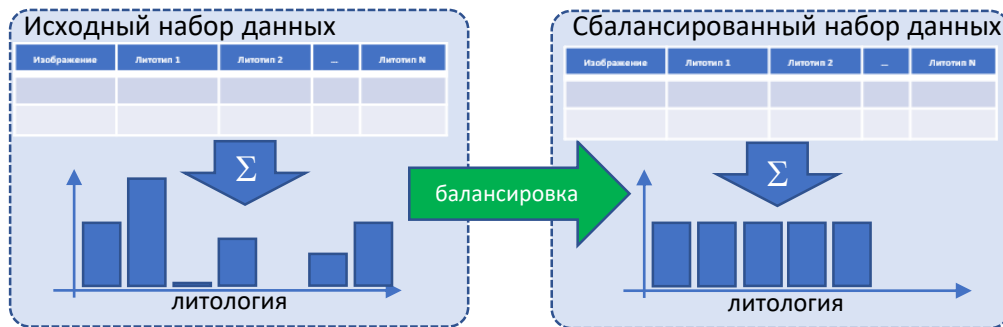 Исходный набор данных
Изображение Литотип 1 Литотип 2 ... Литотип N
Σ
литология
балансировка
Сбалансированный набор данных
Изображение Литотип 1 Литотип 2 ... Литотип N
Σ
литология